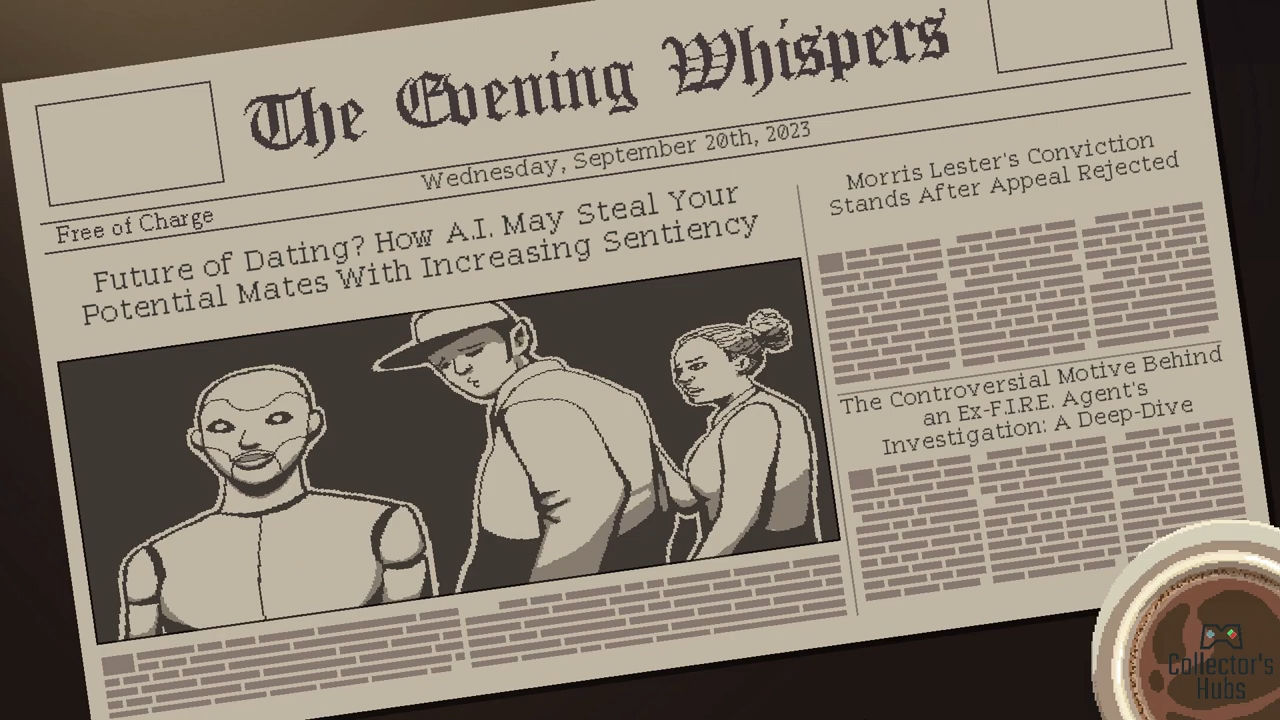 The Evening Whispers
Wednesday, September 20th, 2023
Free of Charge
Future of Dating? How A.I. May Steal Your
Potential Mates With Increasing Sentiency
Morris Lester's Conviction
Stands After Appeal Rejected
The Controversial Motive Behind
an Ex-F.I.R.E. Agent's
Investigation: A Deep-Dive
Collector's
Hubs